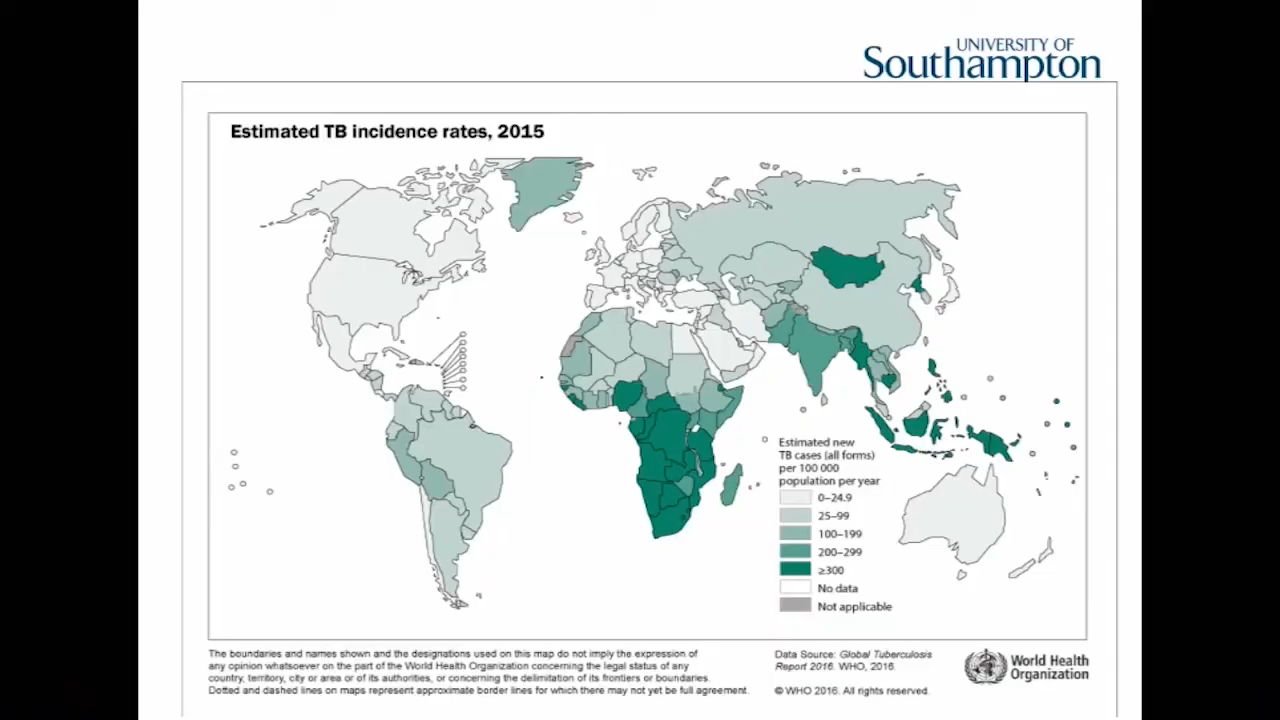 UNIVERSITY OF
Southampton
Estimated TB incidence rates, 2015
Estimated new
TB cases (all forms)
per 100 000
population per year
0–24.9
25–99
100–199
200–299
≥300
No data
Not applicable
The boundaries and names shown and the designations used on this map do not imply the expression of
any opinion whatsoever on the part of the World Health Organization concerning the legal status of any
country, territory, city or area or of its authorities, or concerning the delimitation of its frontiers or boundaries.
Dotted and dashed lines on maps represent approximate border lines for which there may not yet be full agreement.
Data Source: Global Tuberculosis
Report 2016. WHO, 2016.
© WHO 2016. All rights reserved.
World Health
Organization